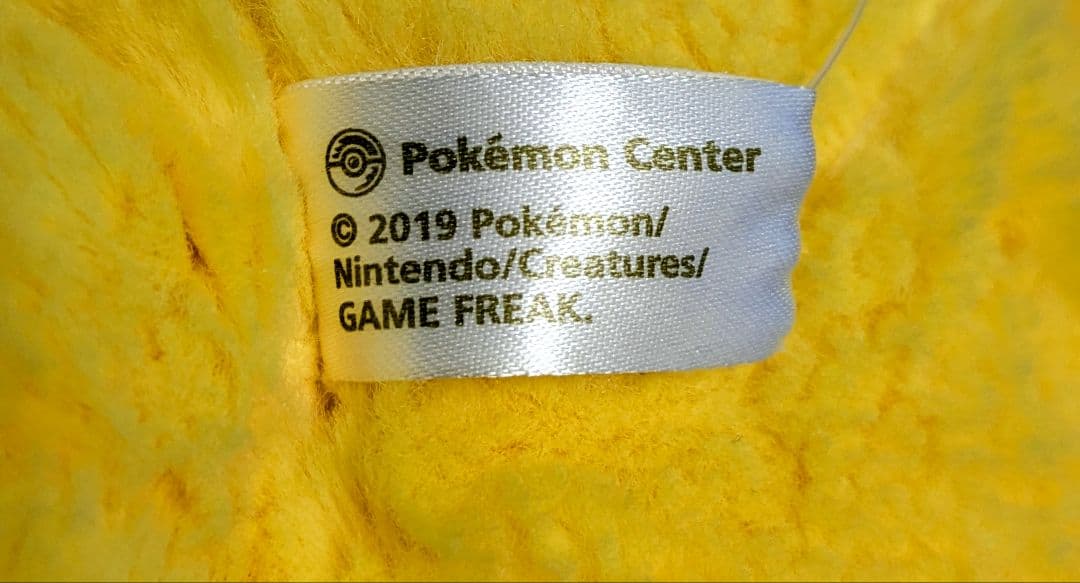 Pokémon Center
© 2019 Pokémon/
Nintendo/Creatures/
GAME FREAK.